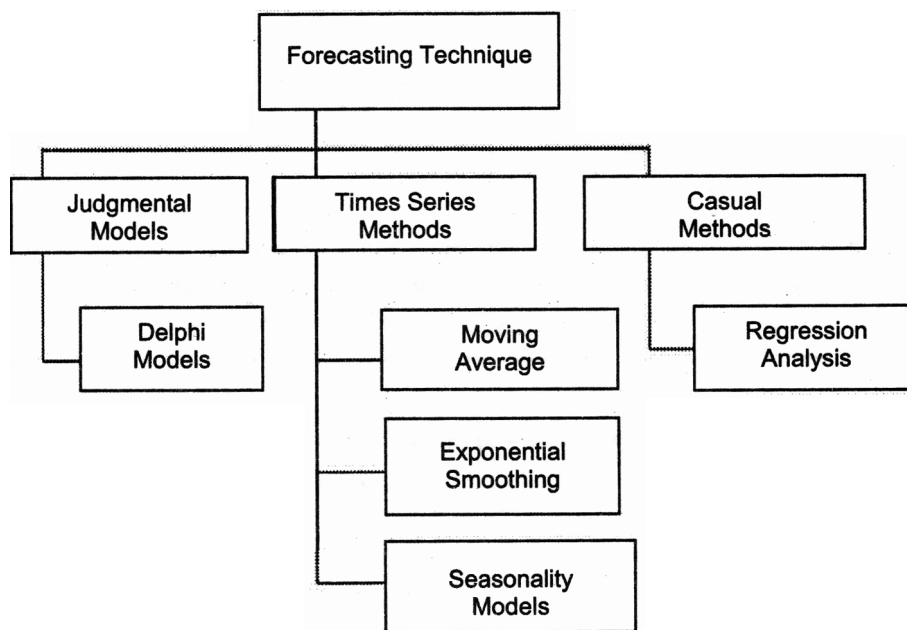 Forecasting Technique
Judgmental
Models
Times Series
Methods
Casual
Methods
Delphi
Models
Moving
Average
Regression
Analysis
Exponential
Smoothing
Seasonality
Models